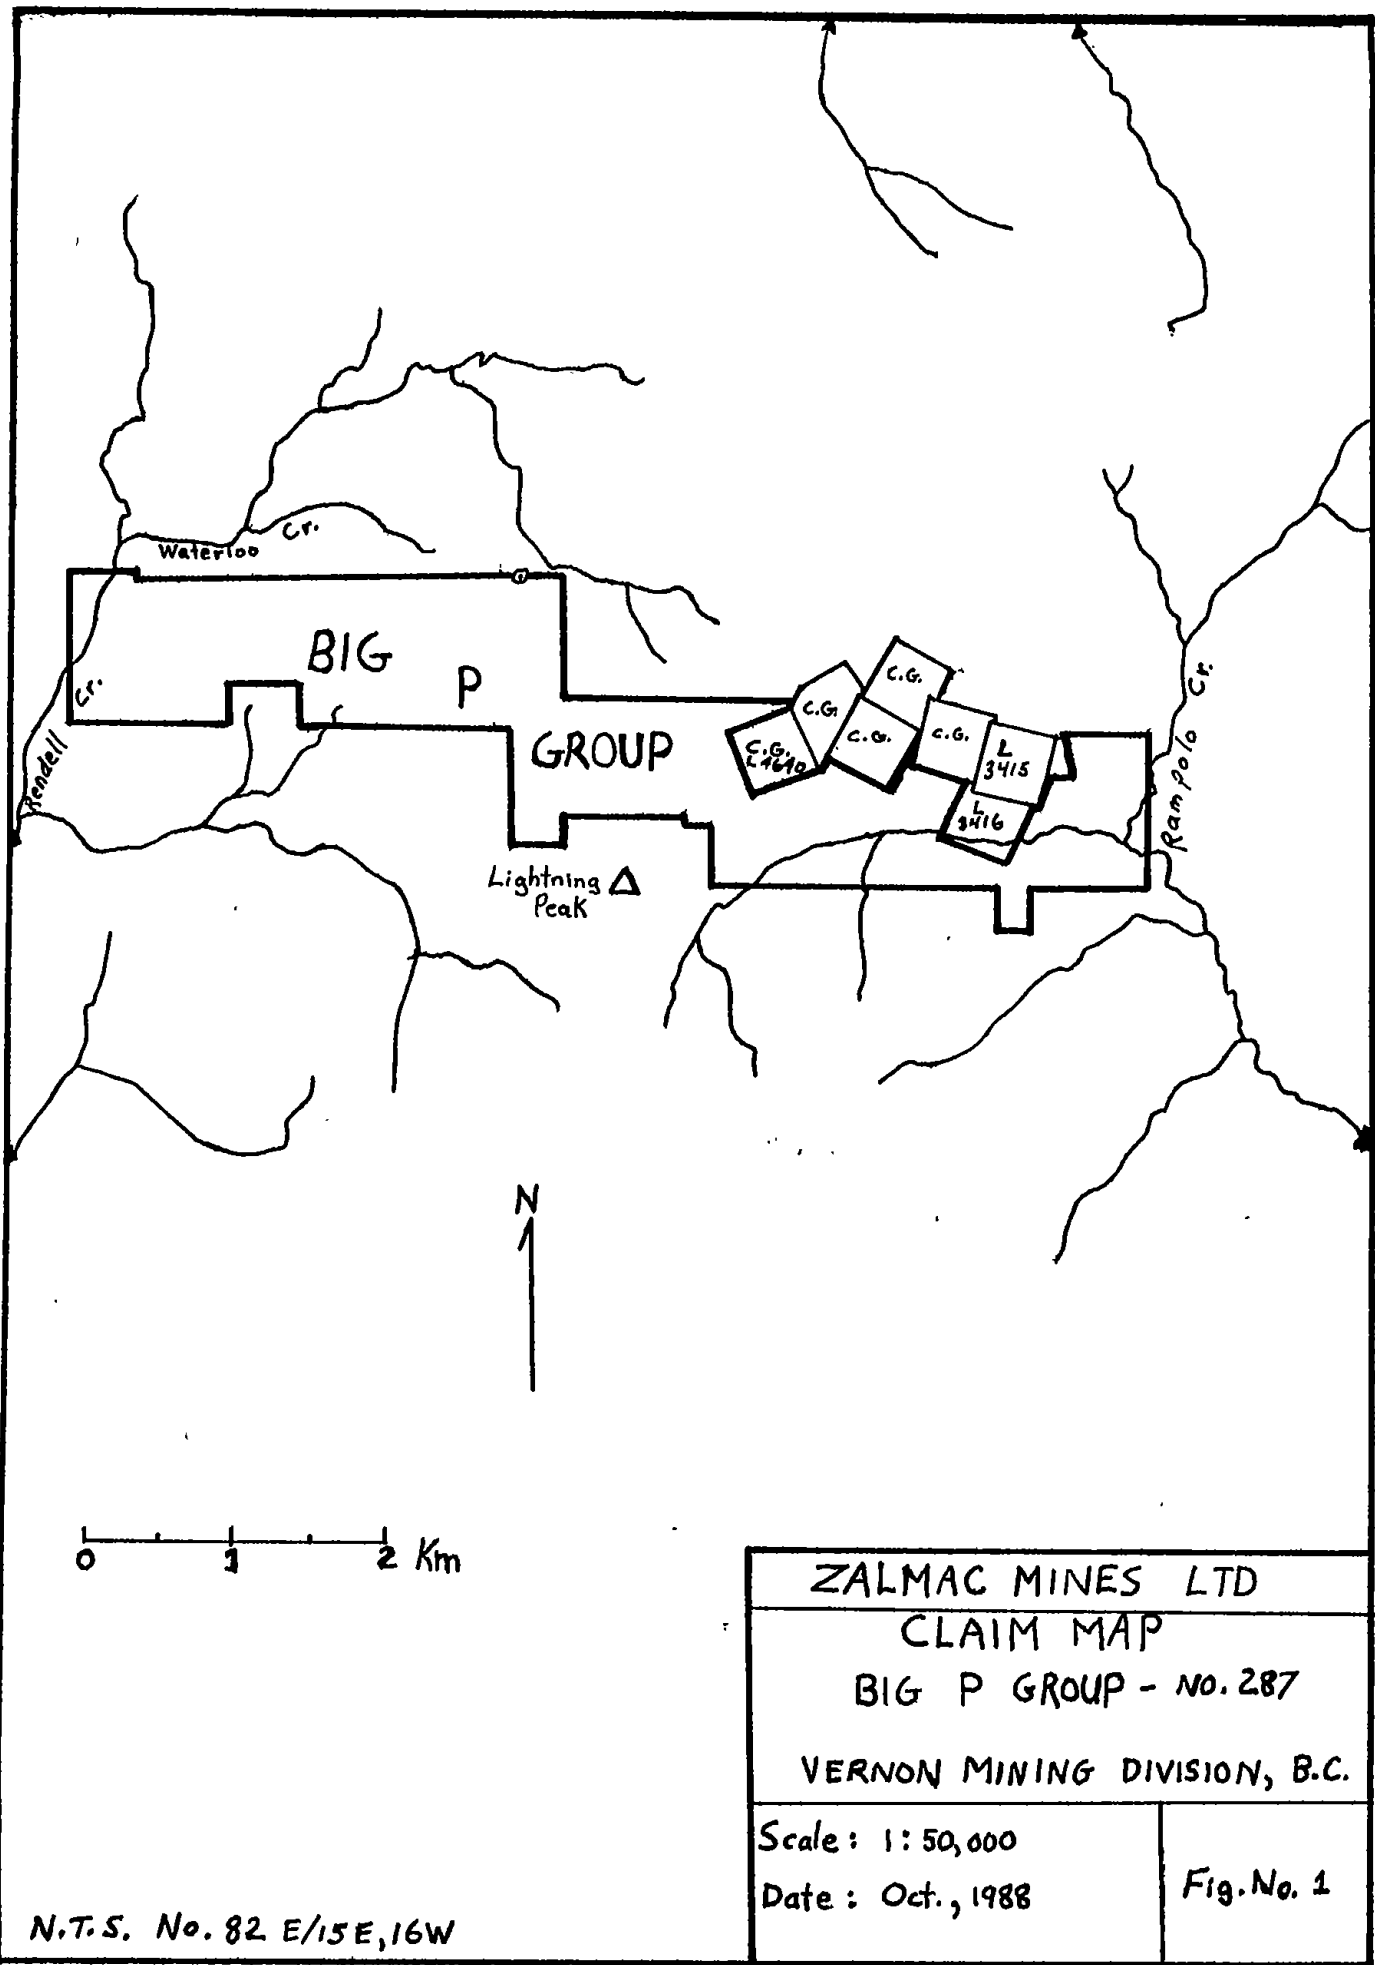 Cr.
Waterloo
BIG
P
GROUP
Cr.
Rendell
C.G.
C.G.
C.G.
C.G.
C.G.
L 3415
L
Cr.
Rampolo
Lightning
Peak
N
0 1 2 Km
ZALMAC MINES LTD
CLAIM MAP
BIG P GROUP - NO. 287
VERNON MINING DIVISION, B.C.
Scale: 1:50,000
Date: Oct., 1988
Fig. No. 1
N.T.S. No. 82 E/15E, 16W